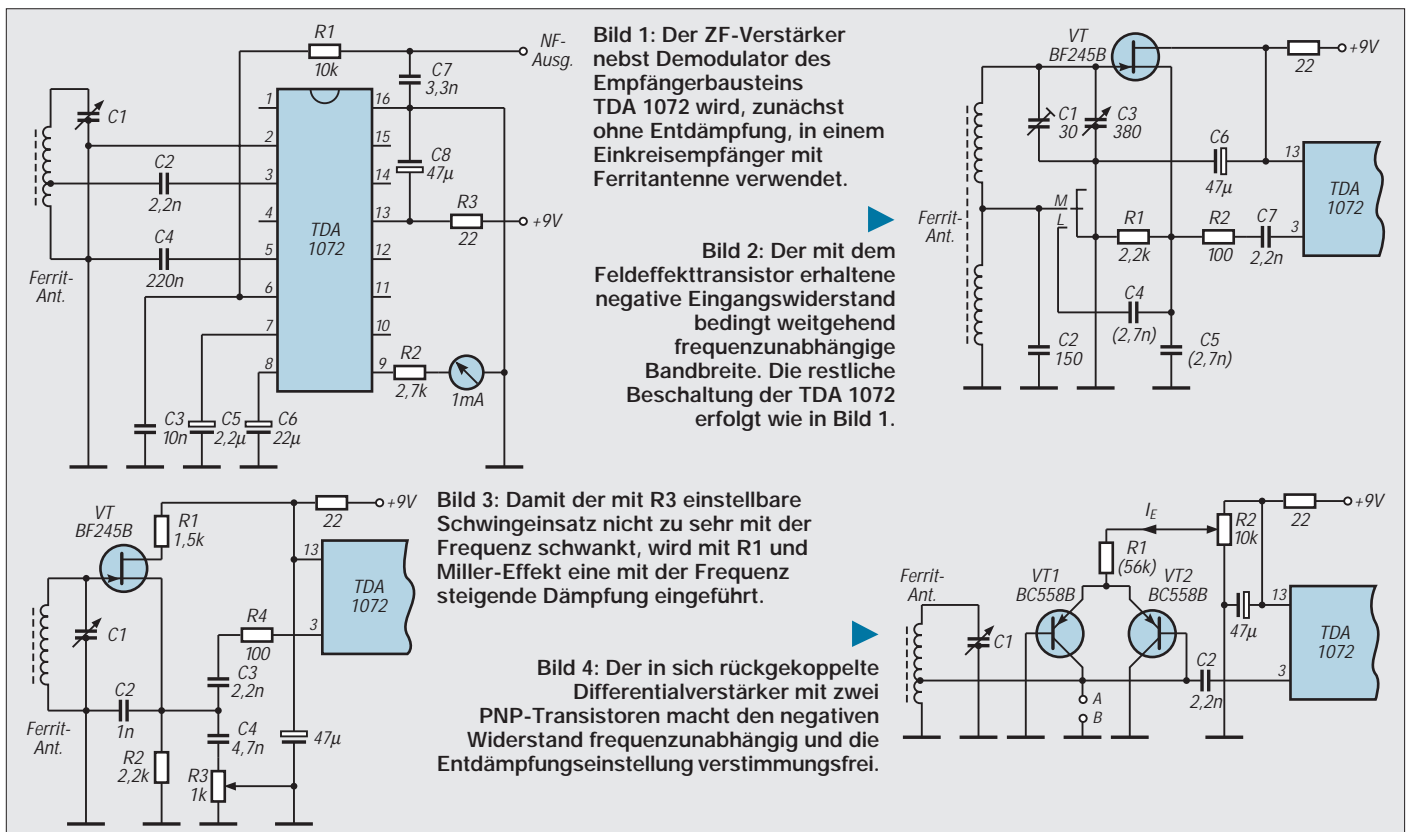 R1
10k
NF-
Ausg.
C7
3,3n
C1
1
16
2
15
C2
2,2n
3
14
C8
47µ
4
13
R3
22
+9V
TDA
1072
C4
220n
5
12
Ferrit-
Ant.
6
11
7
10
8
9
R2
2,7k
1mA
C3
10n
C5
2,2µ
C6
22µ
Bild 1: Der ZF-Verstärker
nebst Demodulator des
Empfängerbausteins
TDA 1072 wird, zunächst
ohne Entdämpfung, in einem
Einkreisempfänger mit
Ferritantenne verwendet.
Bild 2: Der mit dem
Feldeffekttransistor erhaltene
negative Eingangswiderstand
bedingt weitgehend
frequenzunabhängige
Bandbreite. Die restliche
Beschaltung der TDA 1072
erfolgt wie in Bild 1.
VT
BF245B
22
+9V
C1
30
C3
380
C6
47µ
13
TDA
1072
Ferrit-
Ant.
M
L
R1
2,2k
R2
100
C7
2,2n
3
C4
(2,7n)
C2
150
C5
(2,7n)
VT
BF245B
R1
1,5k
22
+9V
13
TDA
1072
C1
R4
100
3
C3
2,2n
C2
1n
Ferrit-
Ant.
C4
4,7n
47µ
R2
2,2k
R3
1k
Bild 3: Damit der mit R3 einstellbare
Schwingeinsatz nicht zu sehr mit der
Frequenz schwankt, wird mit R1 und
Miller-Effekt eine mit der Frequenz
steigende Dämpfung eingeführt.
Bild 4: Der in sich rückgekoppelte
Differentialverstärker mit zwei
PNP-Transistoren macht den negativen
Widerstand frequenzunabhängig und die
Entdämpfungseinstellung verstimmungsfrei.
IE
R2
10k
22
+9V
R1
(56k)
Ferrit-
Ant.
VT1
BC558B
VT2
BC558B
13
47µ
TDA
1072
C1
C2
2,2n
3
A
B